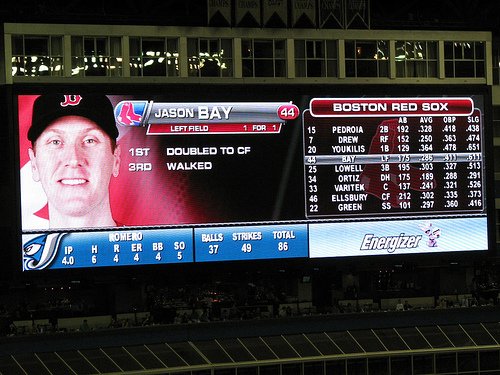 JASON BAY 44
LEFT FIELD 1 FOR 1
1ST DOUBLED TO CF
3RD WALKED
BOSTON RED SOX
AB AVG OBP SLG
15 PEDROIA 2B 192 .328 .418 .438
7 DREW RF 152 .250 .363 .474
20 YOUKILIS 1B 129 .364 .478 .651
44 BAY LF 175 .286
25 LOWELL 3B 195 .303 .327 .513
34 ORTIZ DH 175 .189 .288 .291
33 VARITEK C 137 .241 .321 .526
46 ELLSBURY CF 212 .302 .335 .373
22 GREEN SS 101 .297 .360 .416
ROMERO
IP H R ER BB SO
4.0 6 4 4 4 5
BALLS STRIKES TOTAL
37 49 86
Energizer